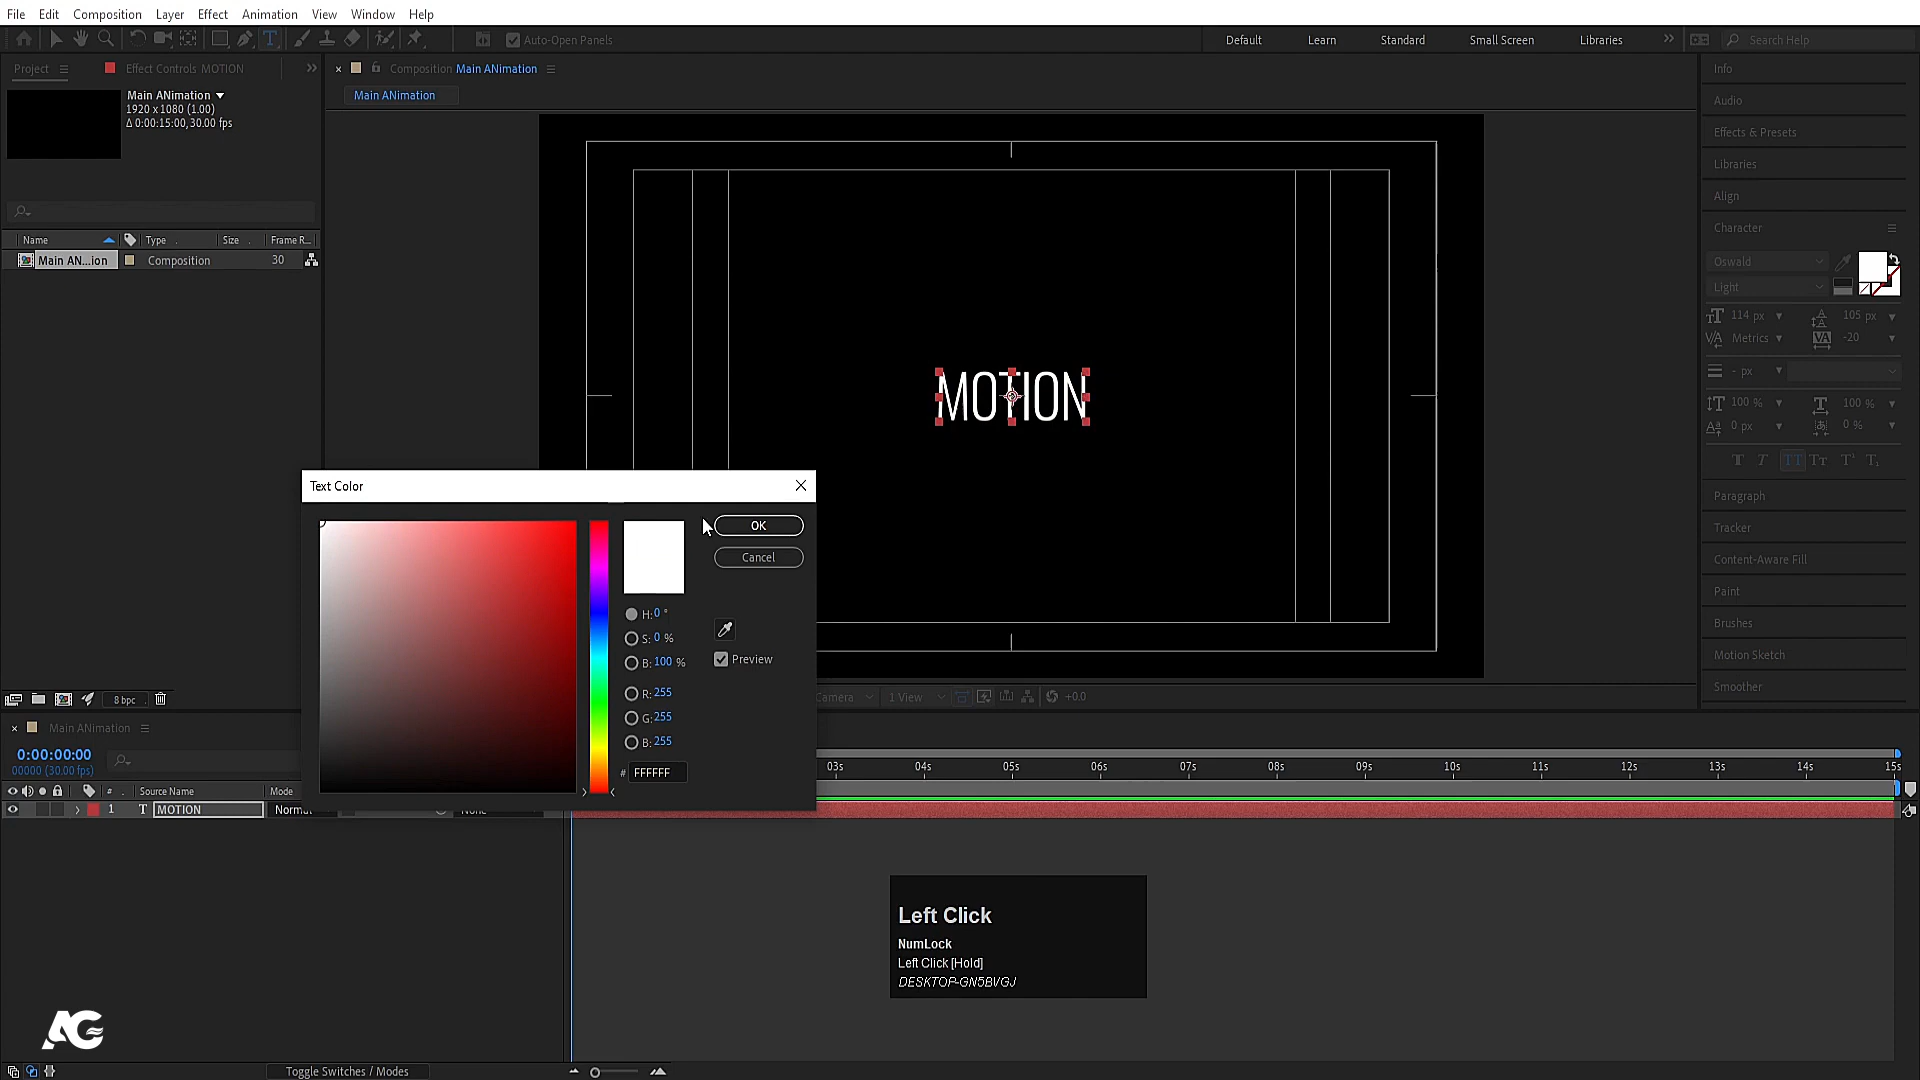 File Edit Composition Layer Effect Animation View Window Help
Auto-Open Panels Default Learn Standard Small Screen Libraries Search Help
Project Effect Controls MOTION Composition Main ANimation Info
Main ANimation
Main ANimation
1920 x 1080 (1.00)
Δ 0:00:15:00, 30.00 fps
Audio
Effects & Presets
Libraries
Align
Character
Name Type Size Frame R...
Main AN...ion Composition 30
Oswald
Light
114 px 105 px
Metrics -20
- px
100 % 100 %
0 px 0 %
MOTION
Paragraph
Tracker
Content-Aware Fill
Paint
Brushes
Motion Sketch
Smoother
Text Color
OK
Cancel
H: 0 °
S: 0 %
B: 100 %
Preview
R: 255
G: 255
B: 255
# FFFFFF
8 bpc
Camera 1 View +0.0
Main ANimation
0:00:00:00
00000 (30.00 fps)
03s 04s 05s 06s 07s 08s 09s 10s 11s 12s 13s 14s 15s
# Source Name Mode
1 T MOTION Normal None
Left Click
NumLock
Left Click [Hold]
DESKTOP-GN5BVGJ
AG
Toggle Switches / Modes